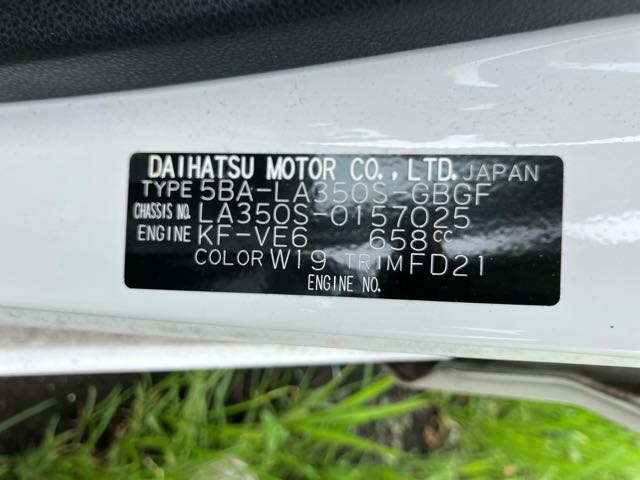 DAIHATSU MOTOR CO.,LTD. JAPAN
TYPE 5BA-LA350S-GBGF
CHASSIS NO. LA350S-0157025
ENGINE KF-VE6 658cc
COLOR W19 TRIM FD21
ENGINE NO.